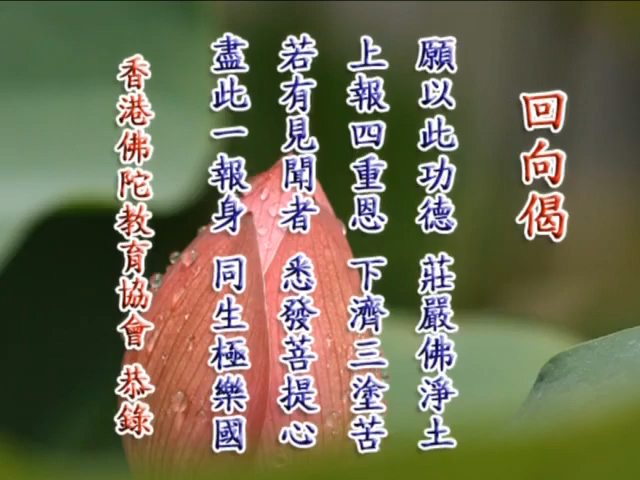 回向偈
願以此功德 莊嚴佛淨土
上報四重恩 下濟三塗苦
若有見聞者 悉發菩提心
盡此一報身 同生極樂國
香港佛陀教育協會 恭錄